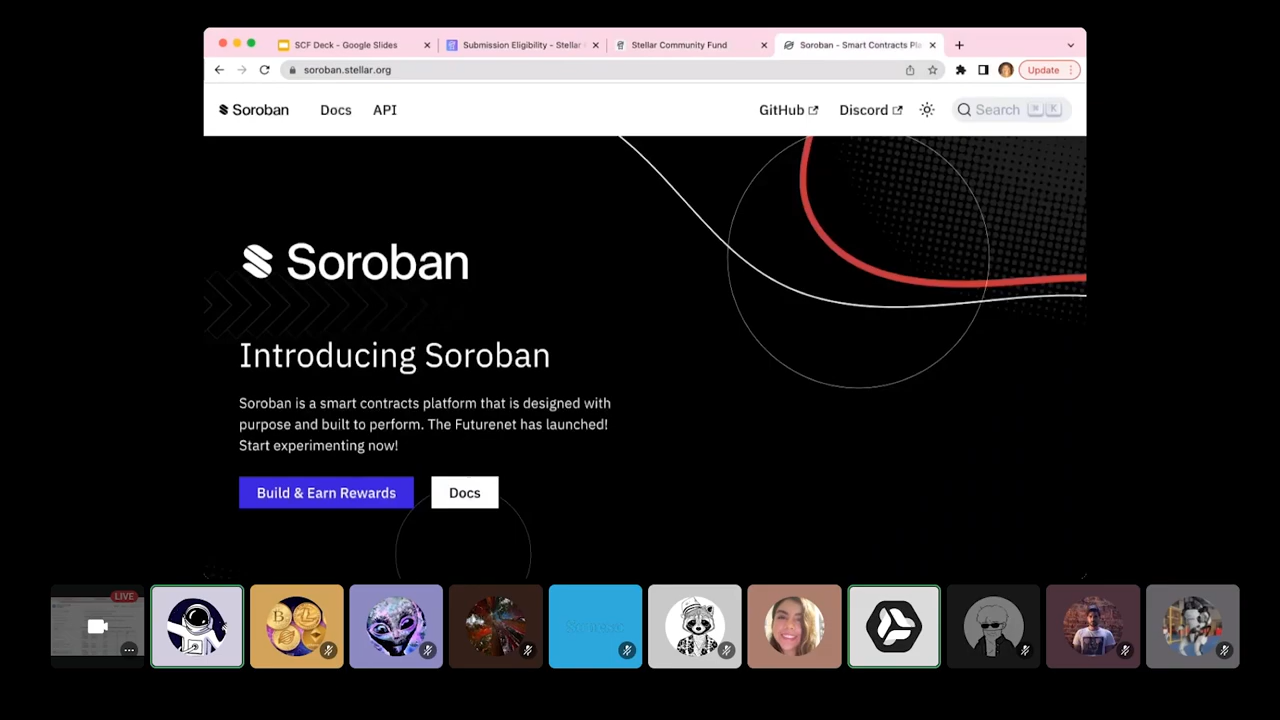 SCF Deck - Google Slides
Submission Eligibility - Stellar
Stellar Community Fund
Soroban - Smart Contracts Pla
soroban.stellar.org
Update
Soroban
Docs
API
GitHub
Discord
Search
⌘ K
Soroban
Introducing Soroban
Soroban is a smart contracts platform that is designed with
purpose and built to perform. The Futurenet has launched!
Start experimenting now!
Build & Earn Rewards
Docs
LIVE